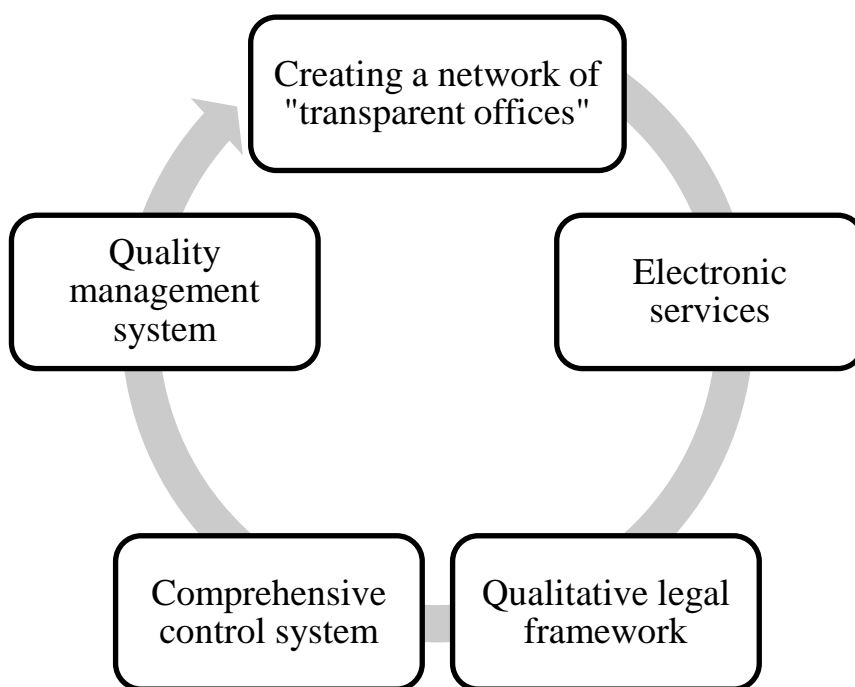 Creating a network of
"transparent offices"
Electronic
services
Qualitative legal
framework
Comprehensive
control system
Quality
management
system